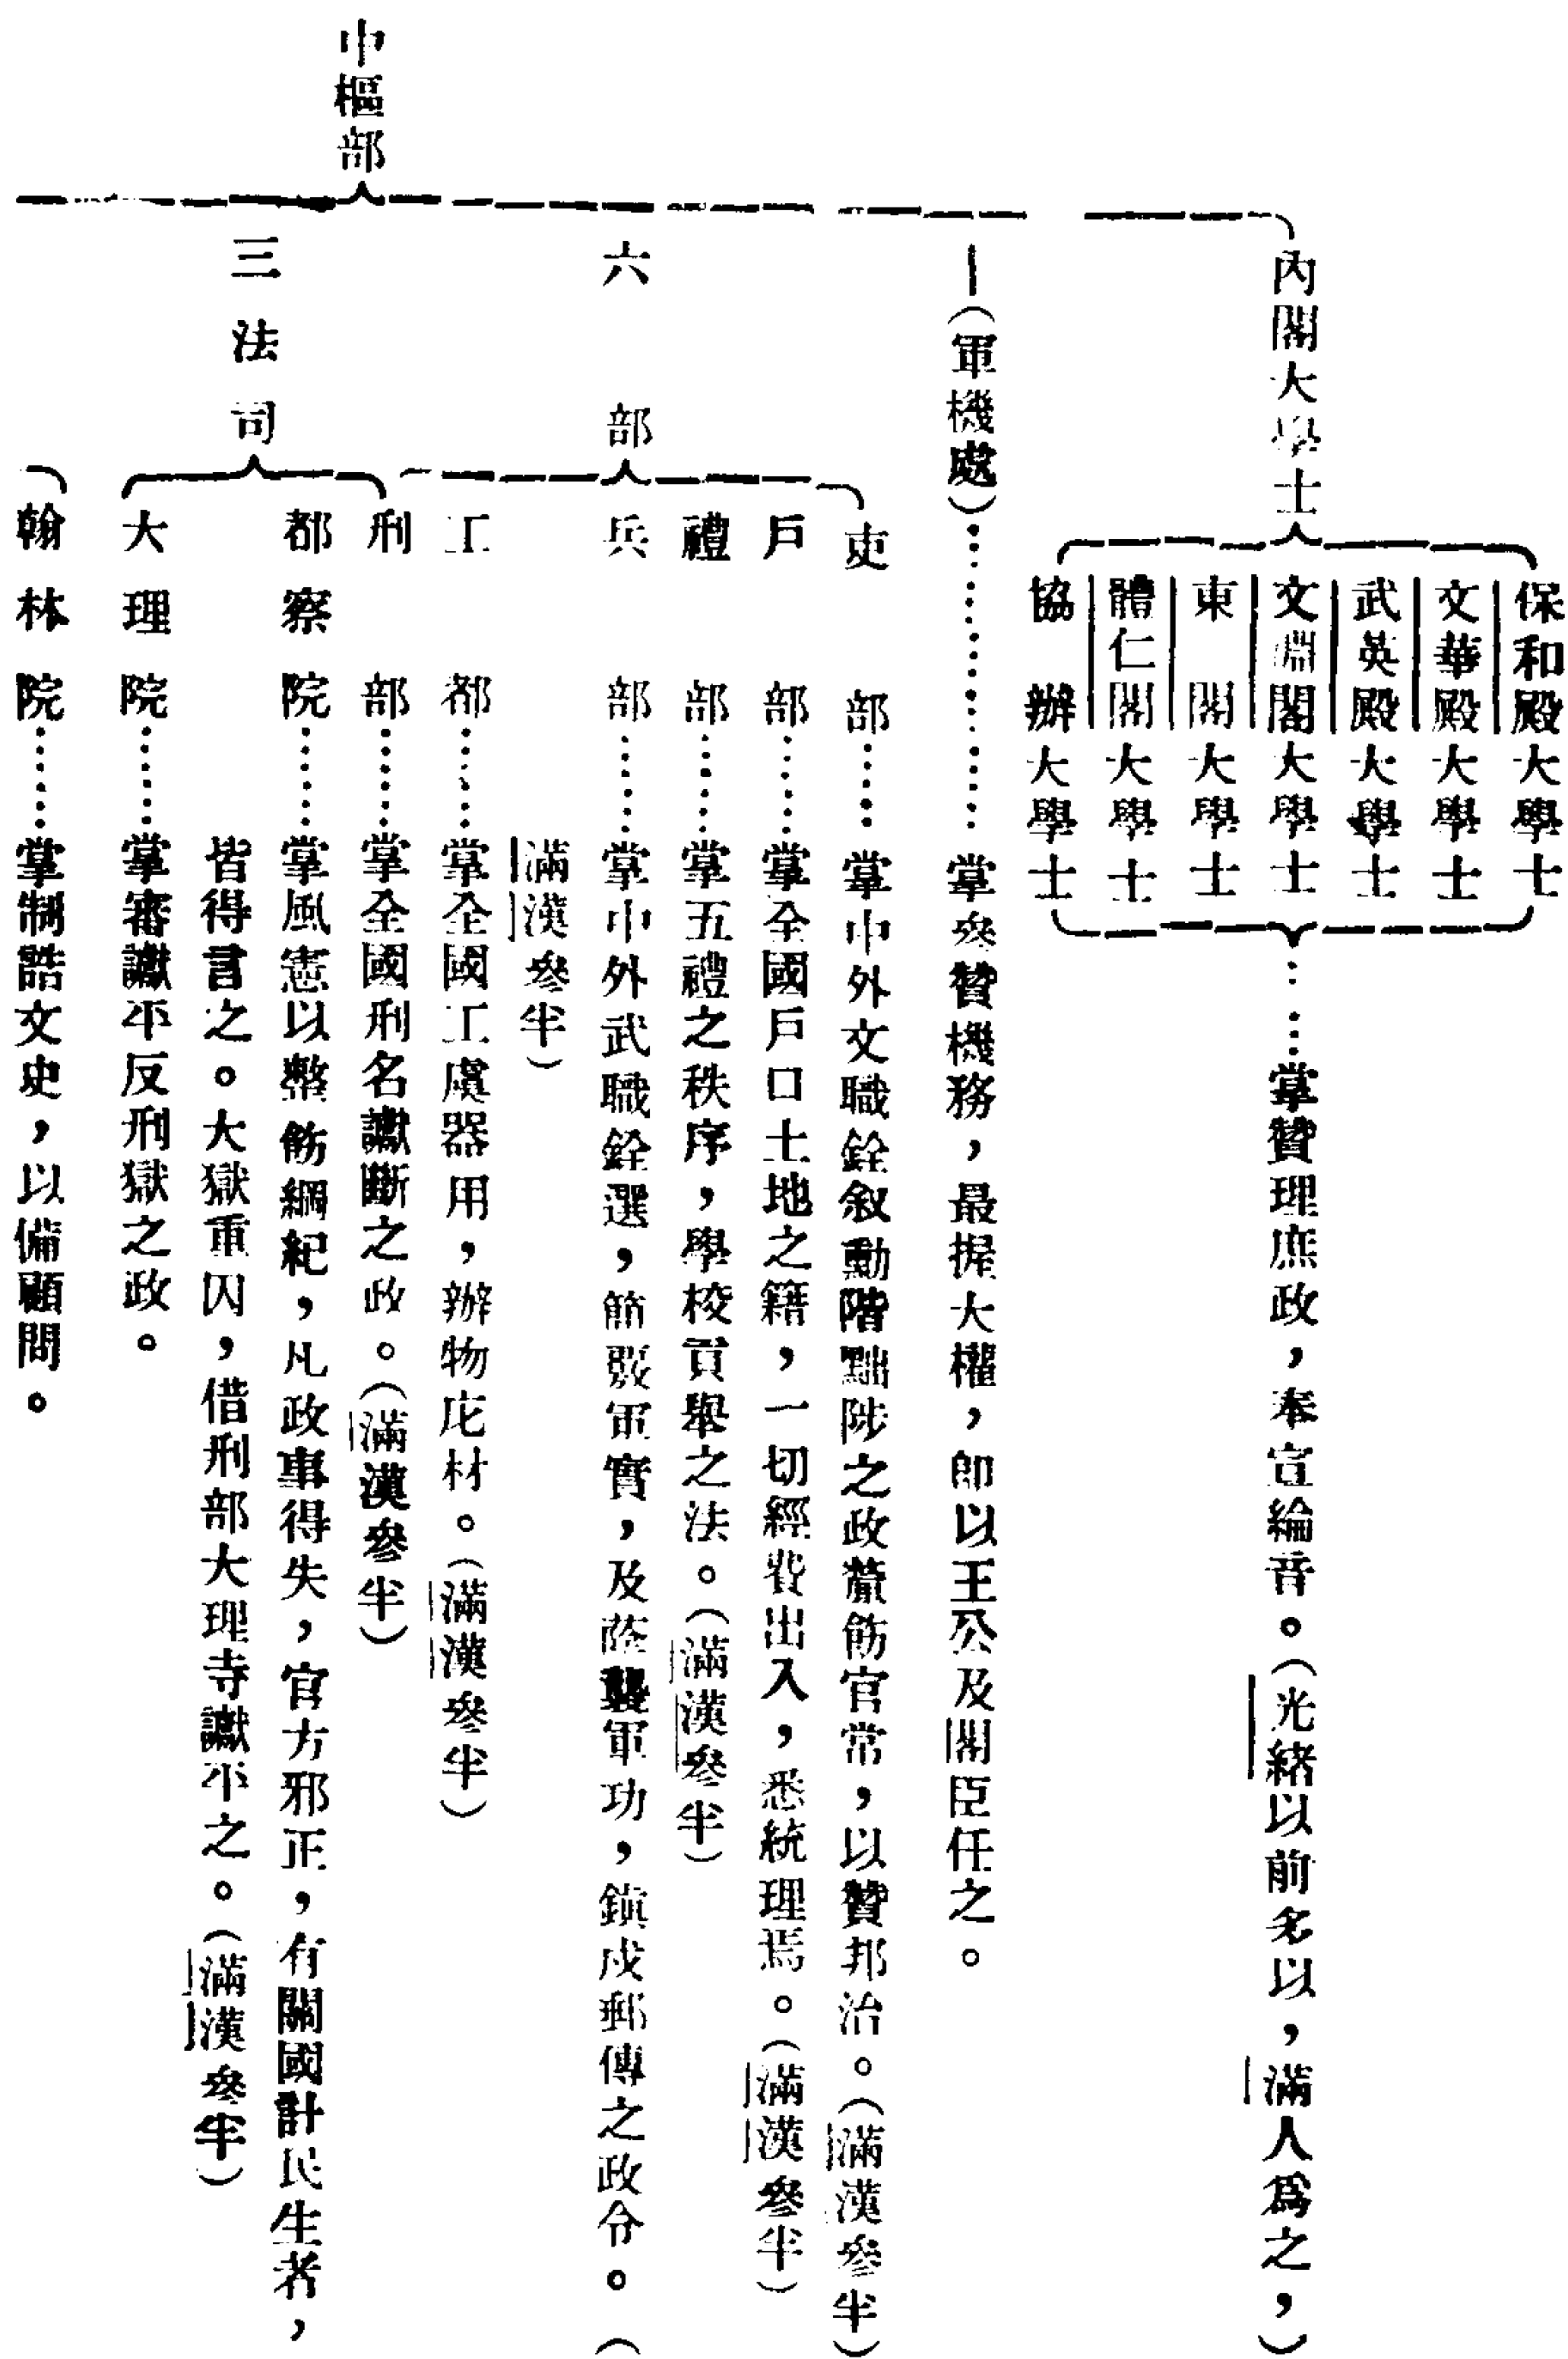 中樞部
內閣大學士
保和殿大學士
文華殿大學士
武英殿大學士
文淵閣大學士
東閣大學士
體仁閣大學士
協辦大學士
……掌贊理庶政,奉宣綸音。(光緒以前多以,滿人爲之,)
(軍機處)…………掌參贊機務,最握大權,卽以王公及閣臣任之。
六部
吏部……掌中外文職銓敘勳階黜陟之政釐飭官常,以贊邦治。(滿漢參半)
戶部……掌全國戶口土地之籍,一切經費出入,悉統理焉。(滿漢參半)
禮部……掌五禮之秩序,學校貢舉之法。(滿漢參半)
兵部……掌中外武職銓選,簡覈軍實,及蔭襲軍功,鎮戍郵傳之政令。(
滿漢參半)
工部……掌全國工虞器用,辦物庀材。(滿漢參半)
刑部……掌全國刑名讞斷之政。(滿漢參半)
三法司
都察院……掌風憲以整飭綱紀,凡政事得失,官方邪正,有關國計民生者,
皆得言之。大獄重囚,借刑部大理寺讞平之。(滿漢參半)
大理院……掌審讞平反刑獄之政。
翰林院……掌制誥文史,以備顧問。